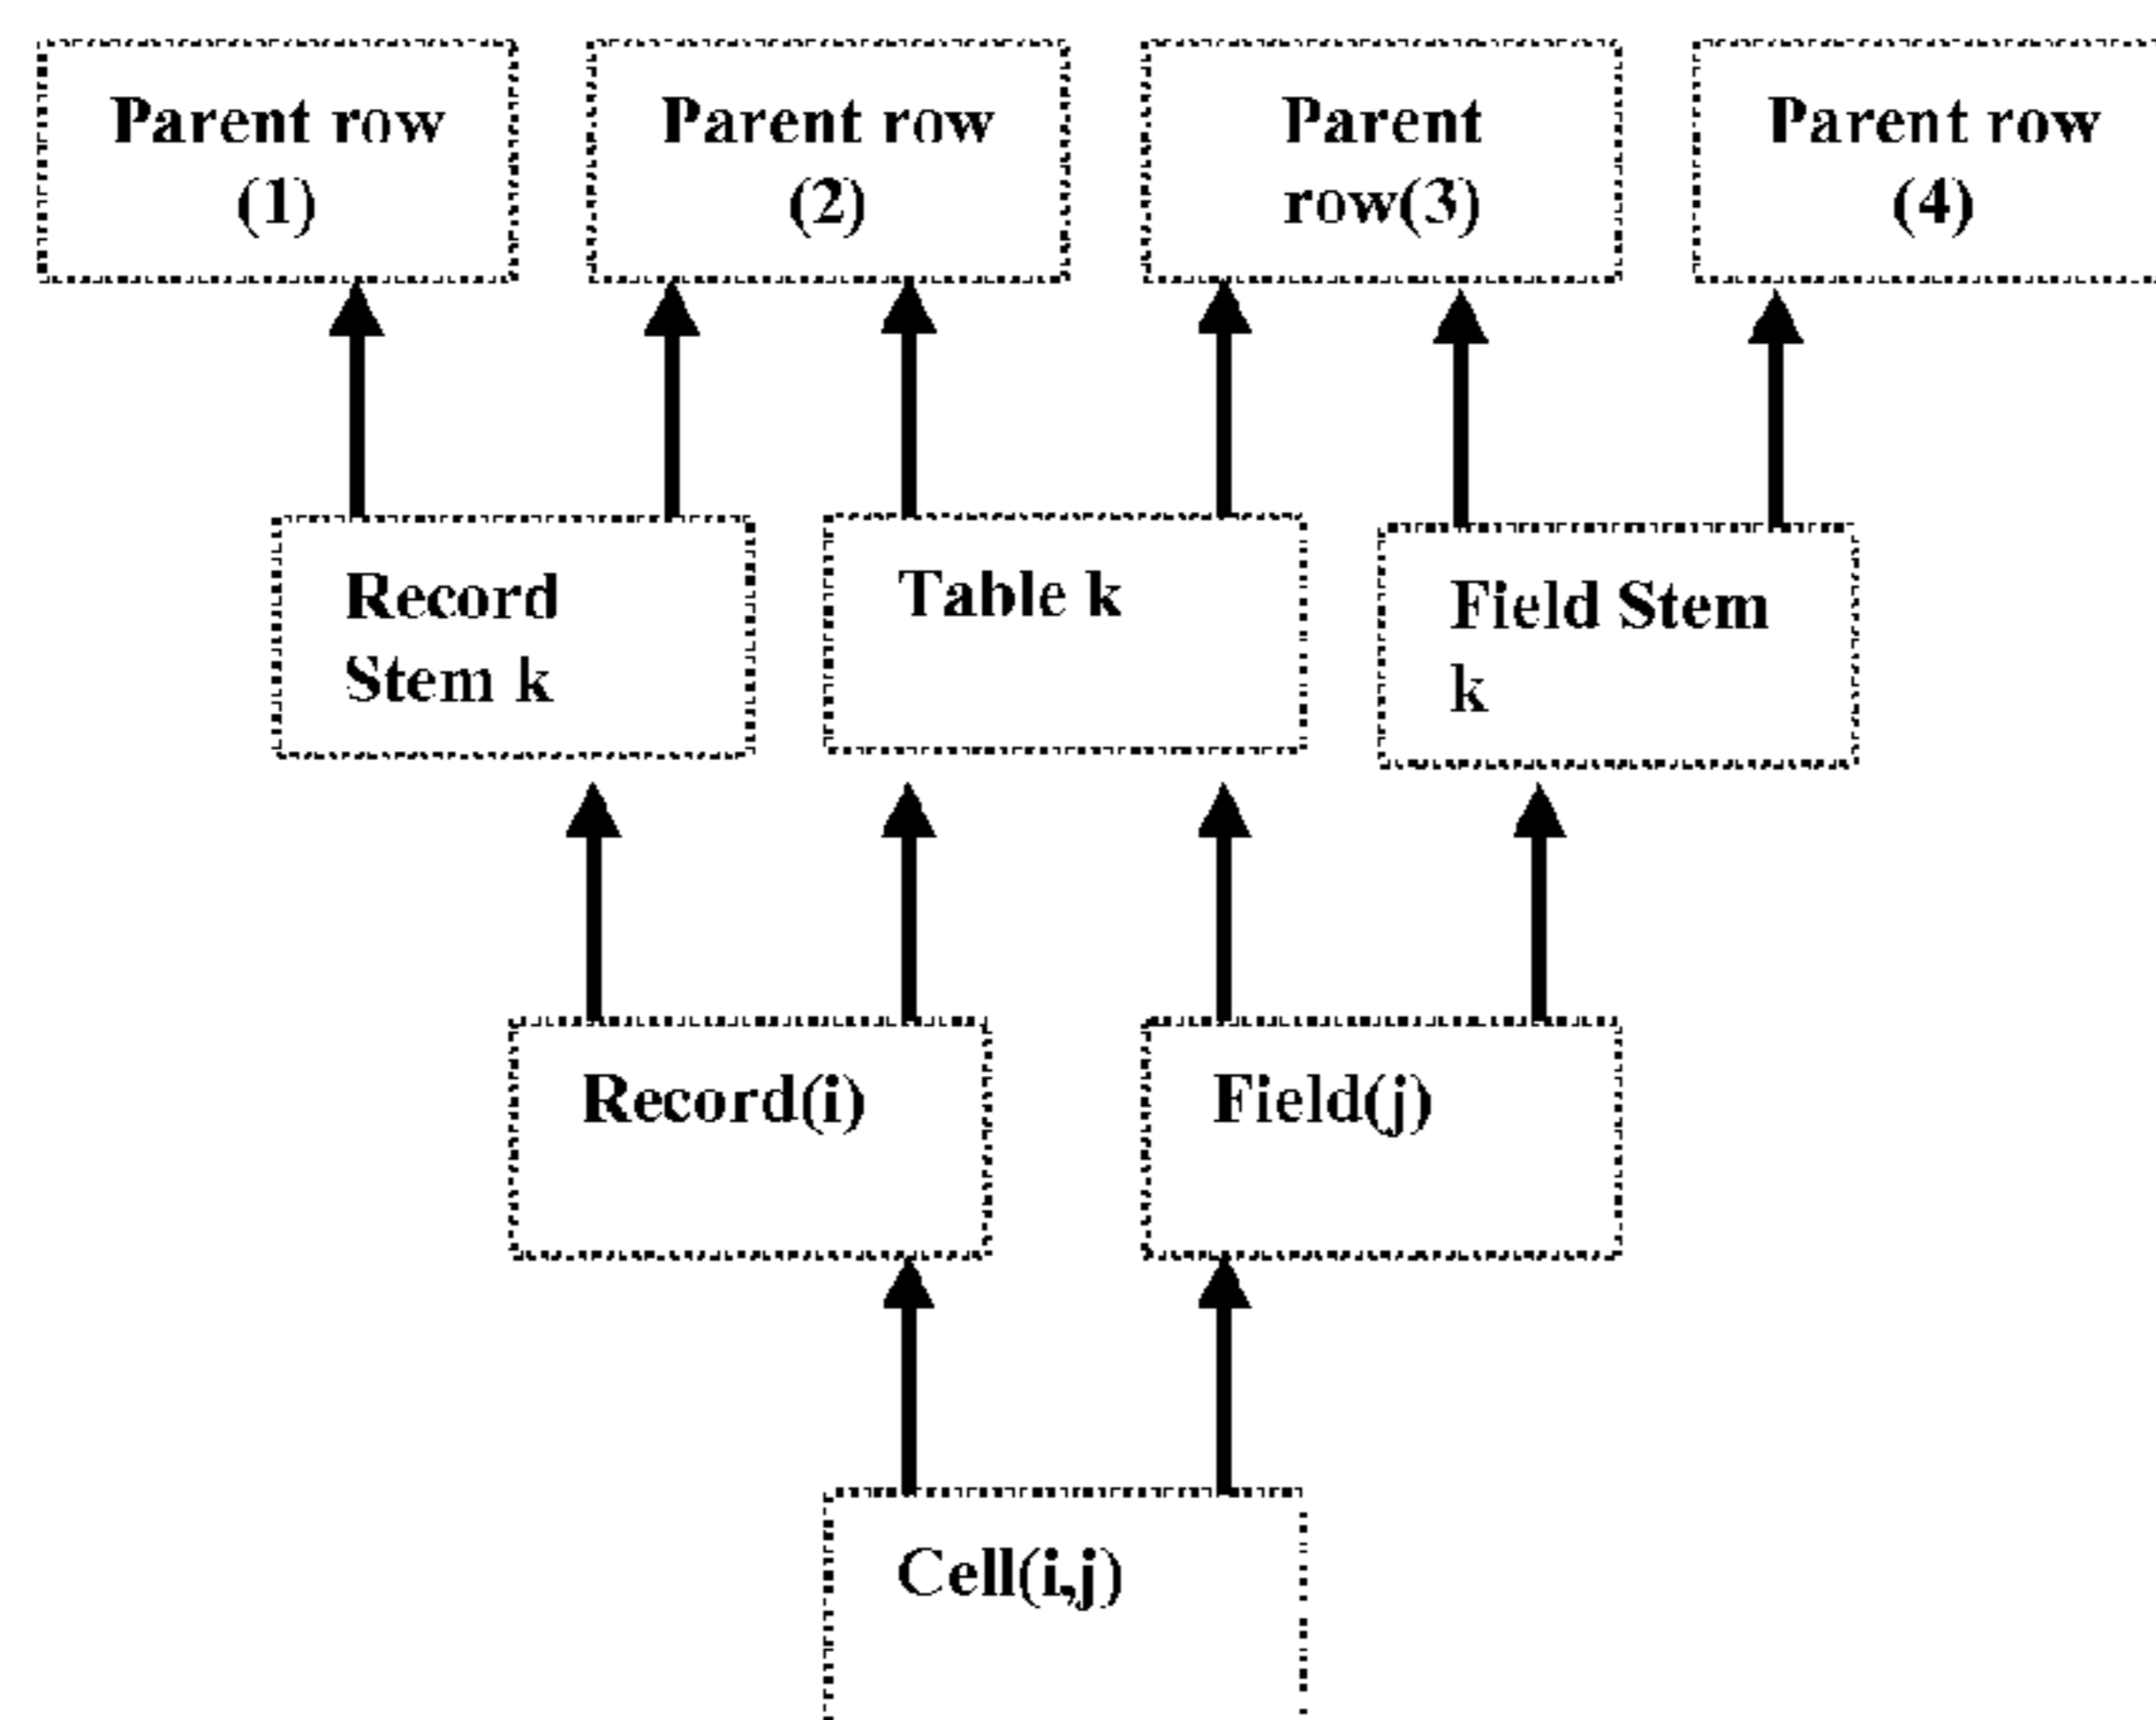 Parent row
(1)
Parent row
(2)
Parent
row(3)
Parent row
(4)
Record
Stem k
Table k
Field Stem
k
Record(i)
Field(j)
Cell(i,j)